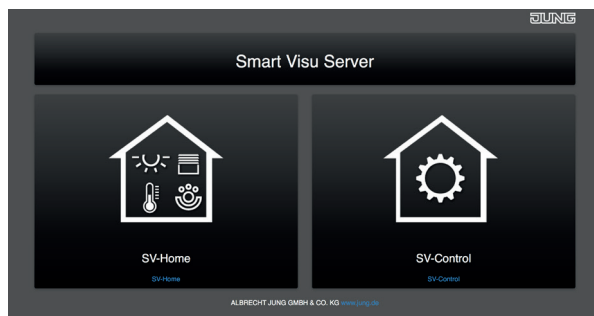 JUNG
Smart Visu Server
SV-Home
SV-Home
SV-Control
SV-Control
ALBRECHT JUNG GMBH & CO. KG www.jung.de